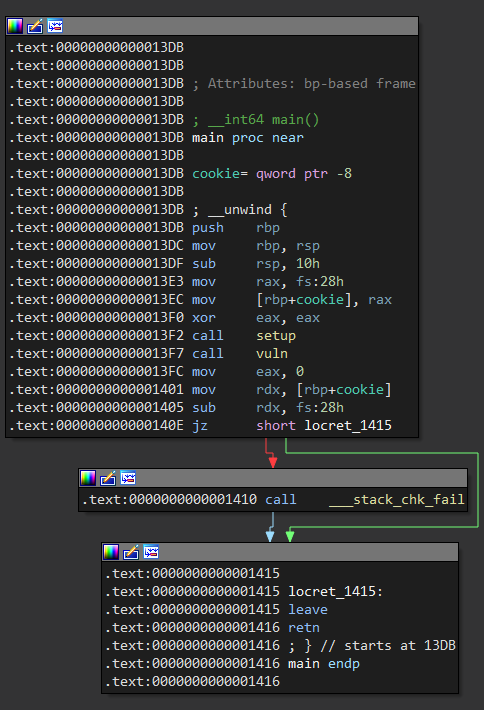 .text:00000000000013DB
.text:00000000000013DB
.text:00000000000013DB ; Attributes: bp-based frame
.text:00000000000013DB
.text:00000000000013DB ; __int64 main()
.text:00000000000013DB main proc near
.text:00000000000013DB
.text:00000000000013DB cookie= qword ptr -8
.text:00000000000013DB
.text:00000000000013DB ; __unwind {
.text:00000000000013DB push    rbp
.text:00000000000013DC mov     rbp, rsp
.text:00000000000013DF sub     rsp, 10h
.text:00000000000013E3 mov     rax, fs:28h
.text:00000000000013EC mov     [rbp+cookie], rax
.text:00000000000013F0 xor     eax, eax
.text:00000000000013F2 call    setup
.text:00000000000013F7 call    vuln
.text:00000000000013FC mov     eax, 0
.text:0000000000001401 mov     rdx, [rbp+cookie]
.text:0000000000001405 sub     rdx, fs:28h
.text:000000000000140E jz      short locret_1415
.text:0000000000001410 call    ___stack_chk_fail
.text:0000000000001415
.text:0000000000001415 locret_1415:
.text:0000000000001415 leave
.text:0000000000001416 retn
.text:0000000000001416 ; } // starts at 13DB
.text:0000000000001416 main endp
.text:0000000000001416